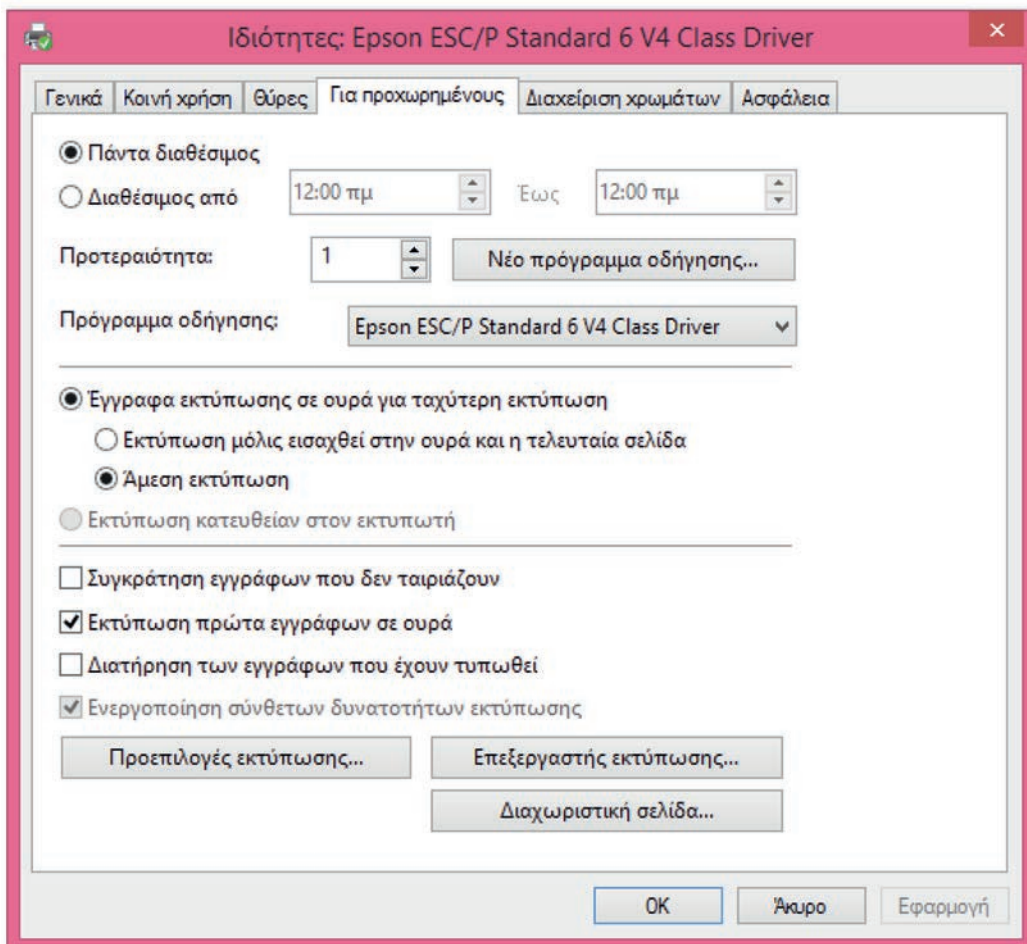 Ιδιότητες: Epson ESC/P Standard 6 V4 Class Driver
Γενικά Κοινή χρήση Θύρες Για προχωρημένους Διαχείριση χρωμάτων Ασφάλεια
Πάντα διαθέσιμος
Διαθέσιμος από 12:00 πμ Έως 12:00 πμ
Προτεραιότητα: 1 Νέο πρόγραμμα οδήγησης...
Πρόγραμμα οδήγησης: Epson ESC/P Standard 6 V4 Class Driver
Έγγραφα εκτύπωσης σε ουρά για ταχύτερη εκτύπωση
Εκτύπωση μόλις εισαχθεί στην ουρά και η τελευταία σελίδα
Άμεση εκτύπωση
Εκτύπωση κατευθείαν στον εκτυπωτή
Συγκράτηση εγγράφων που δεν ταιριάζουν
Εκτύπωση πρώτα εγγράφων σε ουρά
Διατήρηση των εγγράφων που έχουν τυπωθεί
Ενεργοποίηση σύνθετων δυνατοτήτων εκτύπωσης
Προεπιλογές εκτύπωσης... Επεξεργαστής εκτύπωσης...
Διαχωριστική σελίδα...
OK Άκυρο Εφαρμογή